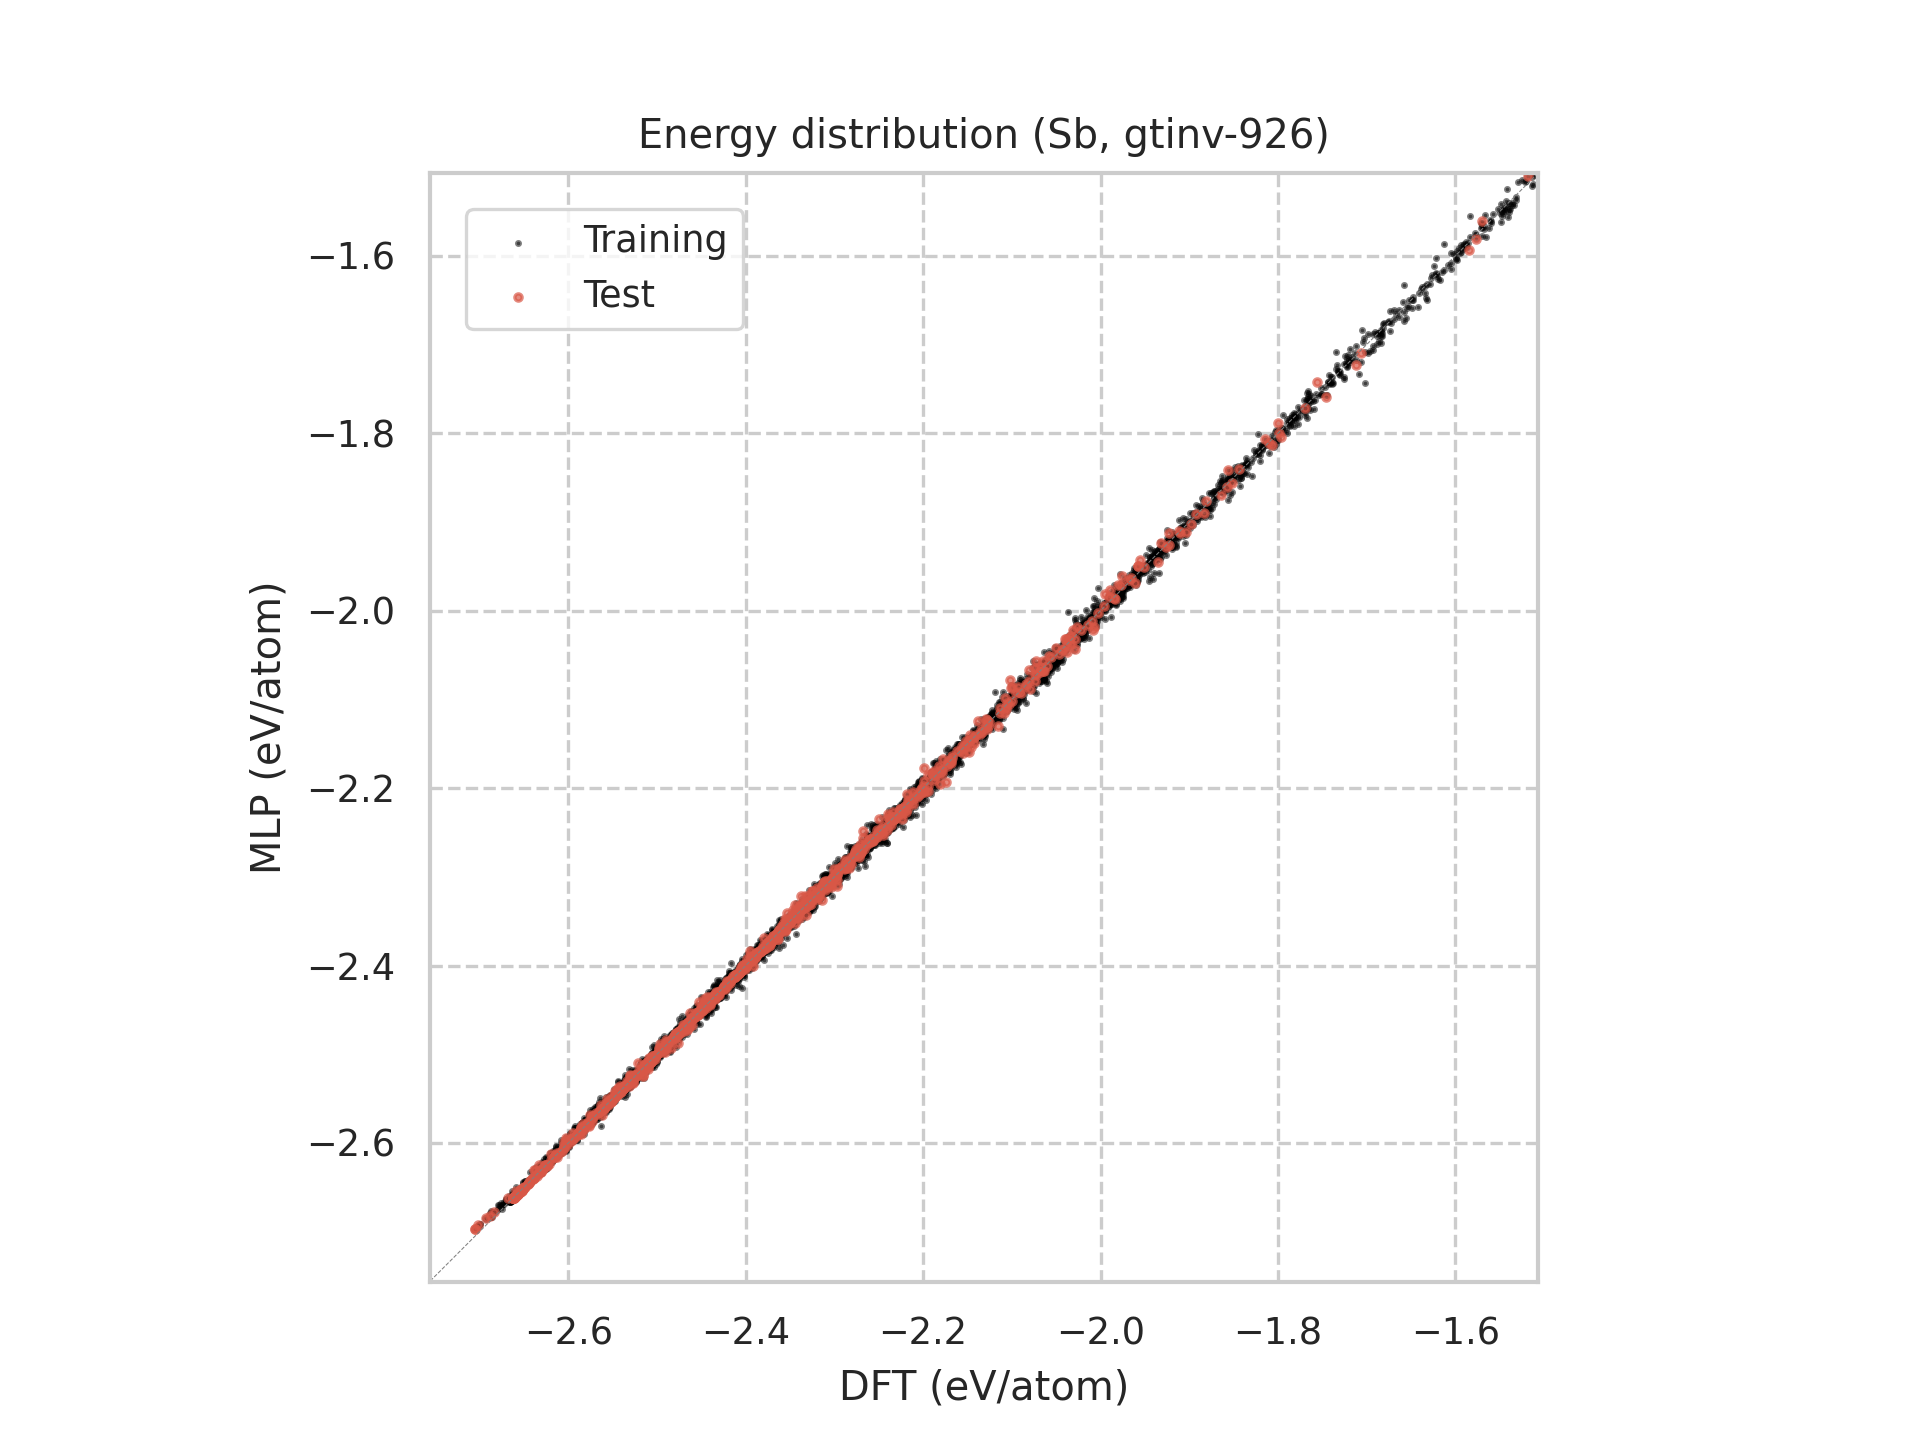 Energy distribution (Sb, gtinv-926)
Training
Test
−1.6
−1.8
−2.0
−2.2
−2.4
−2.6
MLP (eV/atom)
−2.6 −2.4 −2.2 −2.0 −1.8 −1.6
DFT (eV/atom)